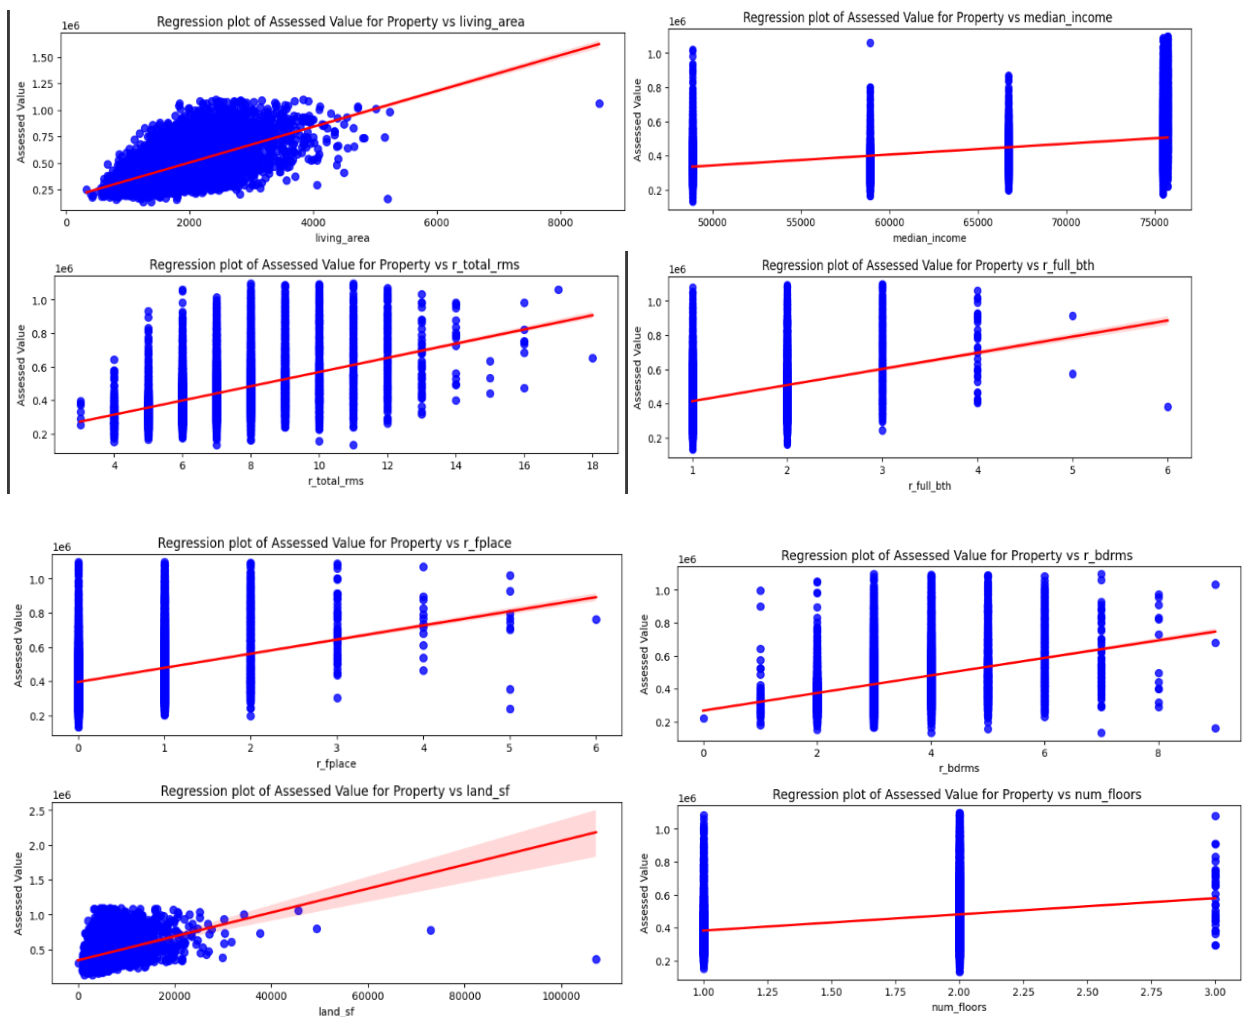 Regression plot of Assessed Value for Property vs living_area
1e6
1.50
1.25
1.00
0.75
0.50
0.25
Assessed Value
0 2000 4000 6000 8000
living_area
Regression plot of Assessed Value for Property vs median_income
1e6
1.0
0.8
0.6
0.4
0.2
Assessed Value
50000 55000 60000 65000 70000 75000
median_income
Regression plot of Assessed Value for Property vs r_total_rms
1e6
1.0
0.8
0.6
0.4
0.2
Assessed Value
4 6 8 10 12 14 16 18
r_total_rms
Regression plot of Assessed Value for Property vs r_full_bth
1e6
1.0
0.8
0.6
0.4
0.2
Assessed Value
1 2 3 4 5 6
r_full_bth
Regression plot of Assessed Value for Property vs r_fplace
1e6
1.0
0.8
0.6
0.4
0.2
Assessed Value
0 1 2 3 4 5 6
r_fplace
Regression plot of Assessed Value for Property vs r_bdrms
1e6
1.0
0.8
0.6
0.4
0.2
Assessed Value
0 2 4 6 8
r_bdrms
Regression plot of Assessed Value for Property vs land_sf
1e6
2.5
2.0
1.5
1.0
0.5
Assessed Value
0 20000 40000 60000 80000 100000
land_sf
Regression plot of Assessed Value for Property vs num_floors
1e6
1.0
0.8
0.6
0.4
0.2
Assessed Value
1.00 1.25 1.50 1.75 2.00 2.25 2.50 2.75 3.00
num_floors